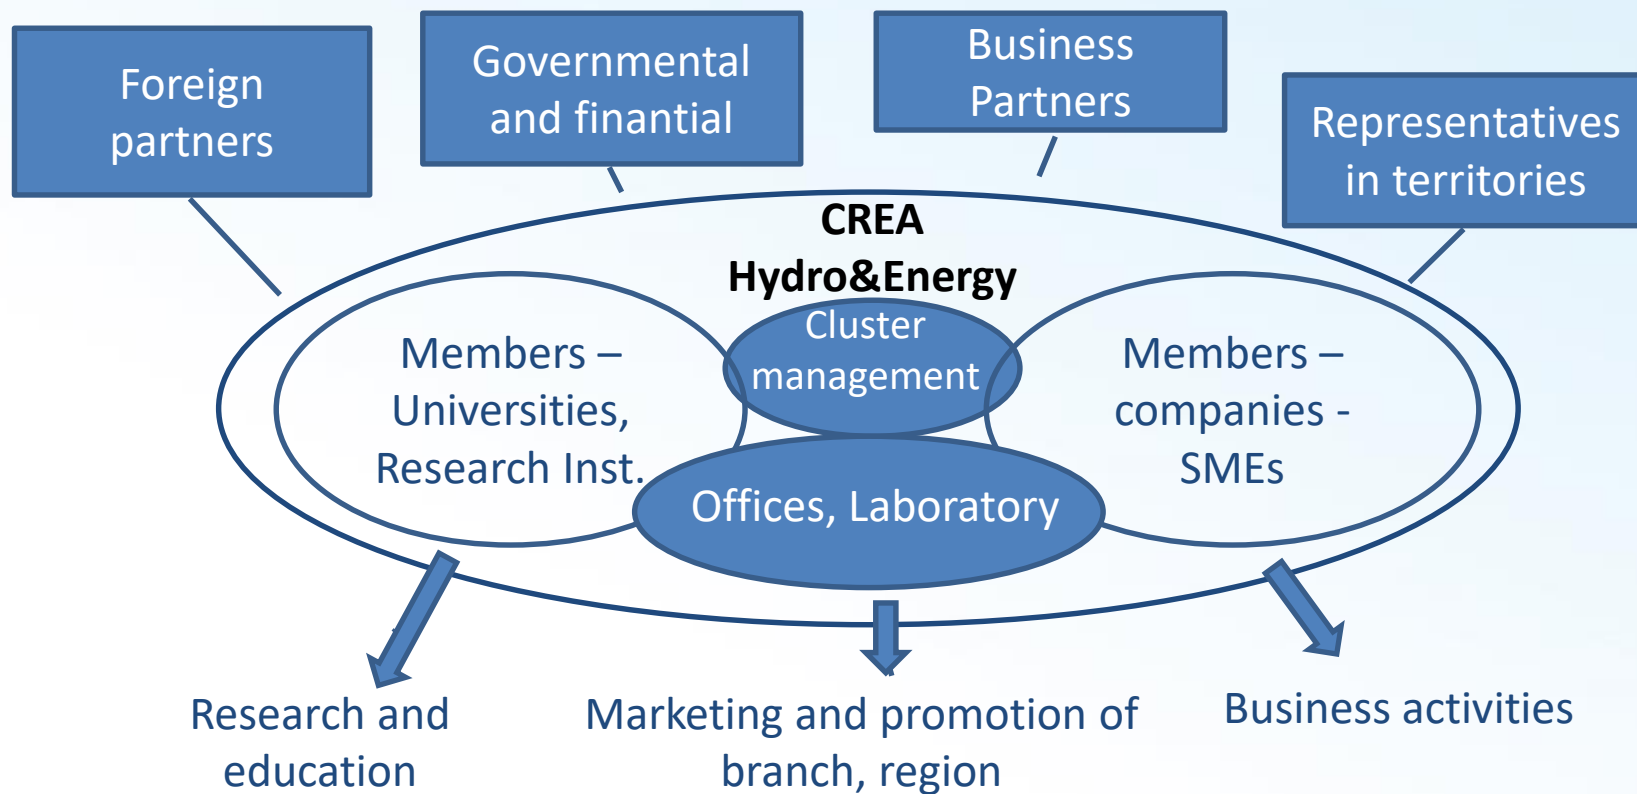 Foreign
partners
Governmental
and finantial
Business
Partners
Representatives
in territories
CREA
Hydro&Energy
Cluster
management
Members –
Universities,
Research Inst.
Members –
companies -
SMEs
Offices, Laboratory
Research and
education
Marketing and promotion of
branch, region
Business activities